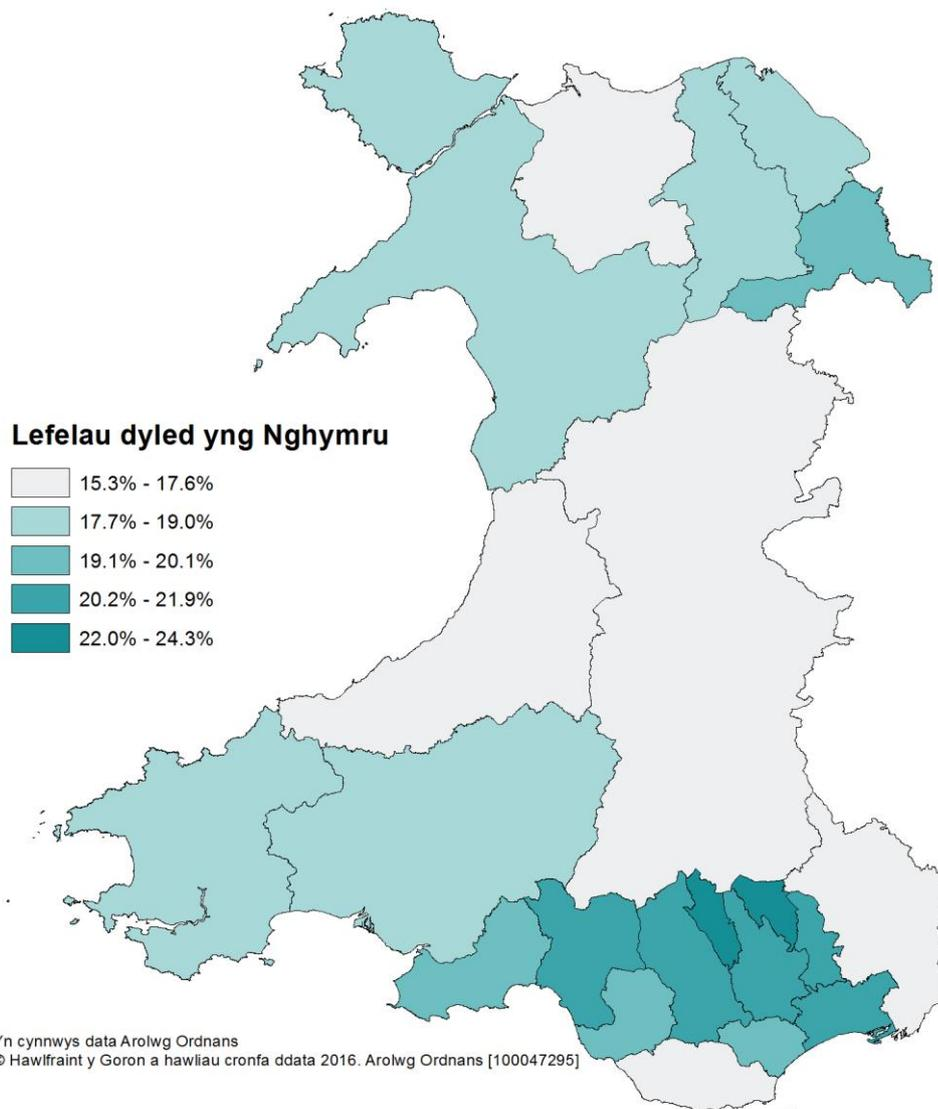 Lefelau dyled yng Nghymru
15.3% - 17.6%
17.7% - 19.0%
19.1% - 20.1%
20.2% - 21.9%
22.0% - 24.3%
Yn cynnwys data Arolwg Ordnans
© Hawlfraint y Goron a hawliau cronfa ddata 2016. Arolwg Ordnans [100047295]